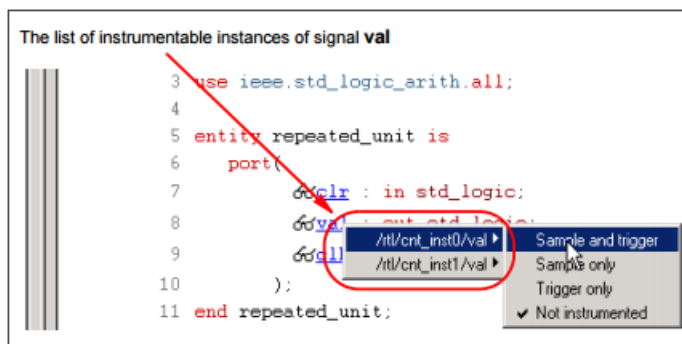 The list of instrumentable instances of signal val
3 use ieee.std_logic_arith.all;
4
5 entity repeated_unit is
6 port(
7 clr : in std_logic;
8 val : out std_logic;
9 cl
/rtl/cnt_inst0/val
/rtl/cnt_inst1/val
Sample and trigger
Sample only
Trigger only
Not instrumented
10 );
11 end repeated_unit;